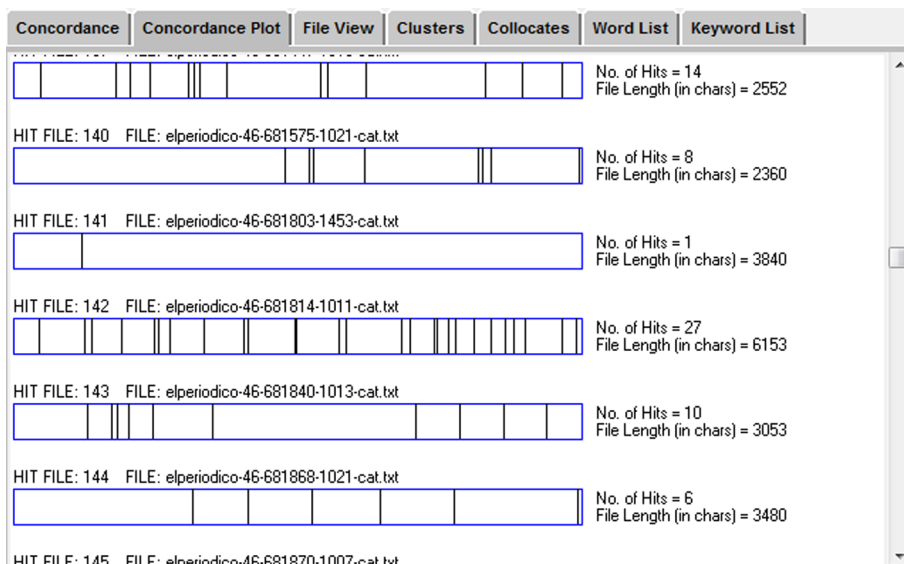 Concordance Concordance Plot File View Clusters Collocates Word List Keyword List
No. of Hits = 14
File Length (in chars) = 2552
HIT FILE: 140 FILE: elperiodico-46-681575-1021-cat.txt
No. of Hits = 8
File Length (in chars) = 2360
HIT FILE: 141 FILE: elperiodico-46-681803-1453-cat.txt
No. of Hits = 1
File Length (in chars) = 3840
HIT FILE: 142 FILE: elperiodico-46-681814-1011-cat.txt
No. of Hits = 27
File Length (in chars) = 6153
HIT FILE: 143 FILE: elperiodico-46-681840-1013-cat.txt
No. of Hits = 10
File Length (in chars) = 3053
HIT FILE: 144 FILE: elperiodico-46-681868-1021-cat.txt
No. of Hits = 6
File Length (in chars) = 3480
HIT FILE: 145 FILE: elperiodico-46-681870-1007-cat.txt